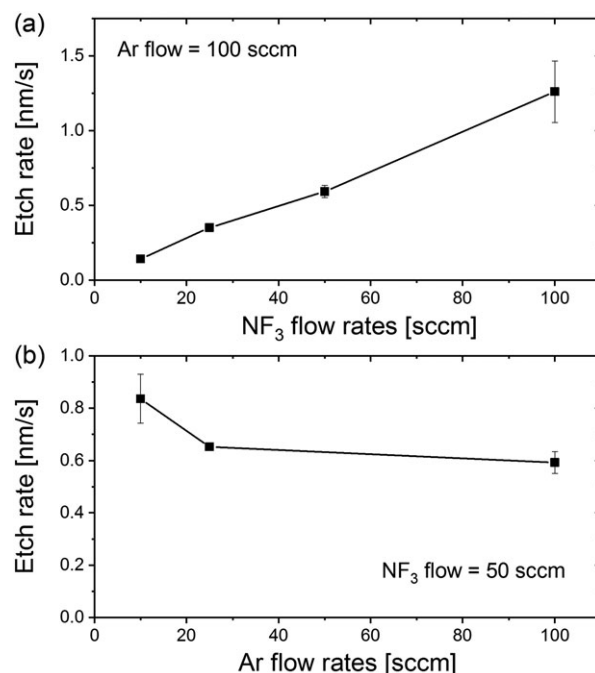 (a)
Ar flow = 100 sccm
Etch rate [nm/s]
1.5
1.0
0.5
0.0
0 20 40 60 80 100
NF₃ flow rates [sccm]
(b)
Etch rate [nm/s]
1.0
0.8
0.6
0.4
0.2
0.0
NF₃ flow = 50 sccm
0 20 40 60 80 100
Ar flow rates [sccm]